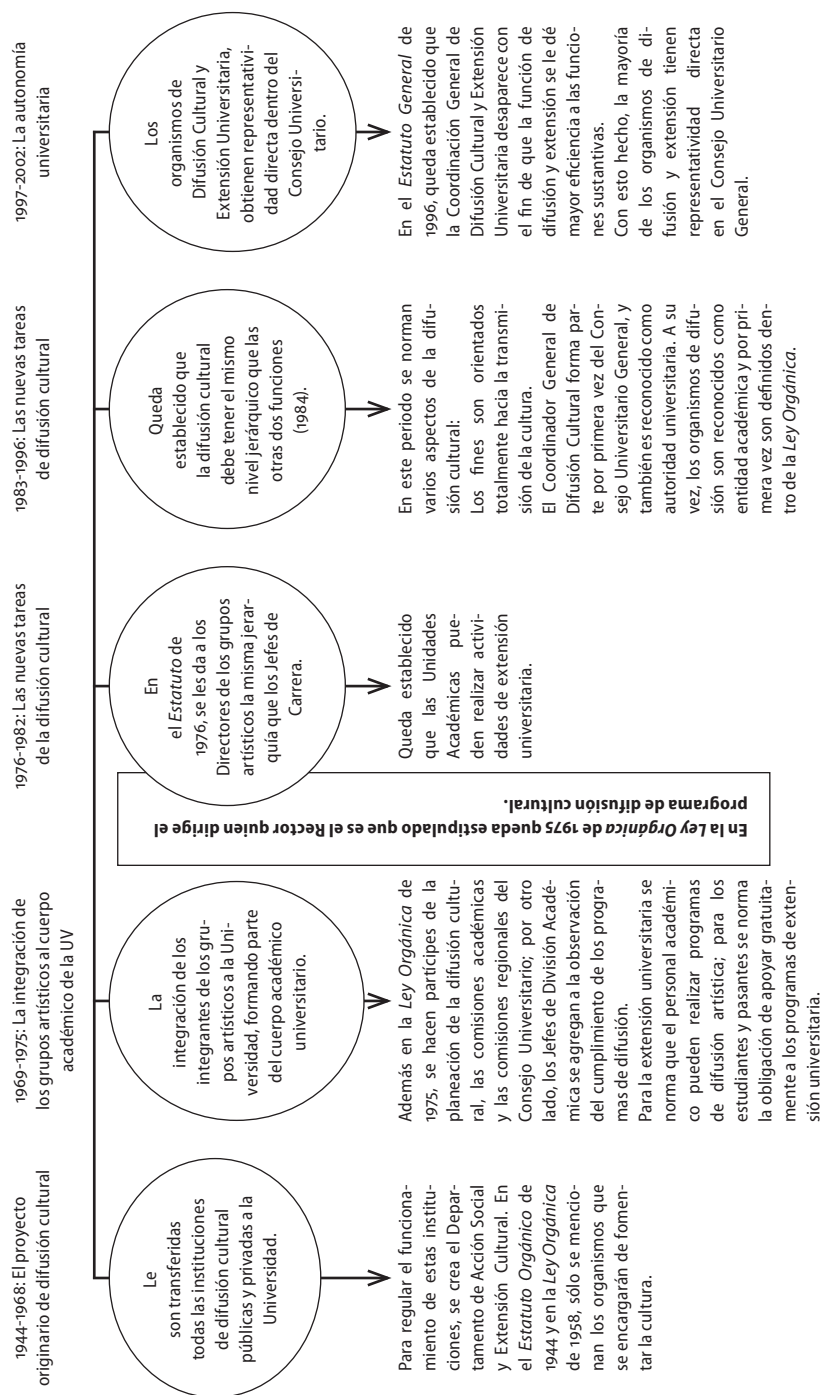 1944-1968: El proyecto
originario de difusión cultural
Le
son transferidas
todas las instituciones
de difusión cultural
públicas y privadas a la
Universidad.
Para regular el funciona-
miento de estas institu-
ciones, se crea el Depar-
tamento de Acción Social
y Extensión Cultural. En
el Estatuto Orgánico de
1944 y en la Ley Orgánica
de 1958, sólo se mencio-
nan los organismos que
se encargarán de fomen-
tar la cultura.
1969-1975: La integración de
los grupos artísticos al cuerpo
académico de la UV
La
integración de los
integrantes de los gru-
pos artísticos a la Uni-
versidad, formando parte
del cuerpo académico
universitario.
Además en la Ley Orgánica de
1975, se hacen partícipes de la
planeación de la difusión cultu-
ral, las comisiones académicas
y las comisiones regionales del
Consejo Universitario; por otro
lado, los Jefes de División Acadé-
mica se agregan a la observación
del cumplimiento de los progra-
mas de difusión.
Para la extensión universitaria se
norma que el personal académi-
co pueden realizar programas
de difusión artística; para los
estudiantes y pasantes se norma
la obligación de apoyar gratuita-
mente a los programas de exten-
sión universitaria.
En la Ley Orgánica de 1975 queda estipulado que es el Rector quien dirige el
programa de difusión cultural.
1976-1982: Las nuevas tareas
de la difusión cultural
En
el Estatuto de
1976, se les da a los
Directores de los grupos
artísticos la misma jerar-
quía que los Jefes de
Carrera.
Queda establecido
que las Unidades
Académicas pue-
den realizar activi-
dades de extensión
universitaria.
1983-1996: Las nuevas tareas
de difusión cultural
Queda
establecido que
la difusión cultural
debe tener el mismo
nivel jerárquico que las
otras dos funciones
(1984).
En este periodo se norman
varios aspectos de la difu-
sión cultural:
Los fines son orientados
totalmente hacia la transmi-
sión de la cultura.
El Coordinador General de
Difusión Cultural forma par-
te por primera vez del Con-
sejo Universitario General, y
también es reconocido como
autoridad universitaria. A su
vez, los organismos de difu-
sión son reconocidos como
entidad académica y por pri-
mera vez son definidos den-
tro de la Ley Orgánica.
1997-2002: La autonomía
universitaria
Los
organismos de
Difusión Cultural y
Extensión Universitaria,
obtienen representativi-
dad directa dentro del
Consejo Universi-
tario.
En el Estatuto General de
1996, queda establecido que
la Coordinación General de
Difusión Cultural y Extensión
Universitaria desaparece con
el fin de que la función de
difusión y extensión se le dé
mayor eficiencia a las funcio-
nes sustantivas.
Con esto hecho, la mayoría
de los organismos de di-
fusión y extensión tienen
representatividad directa
en el Consejo Universitario
General.